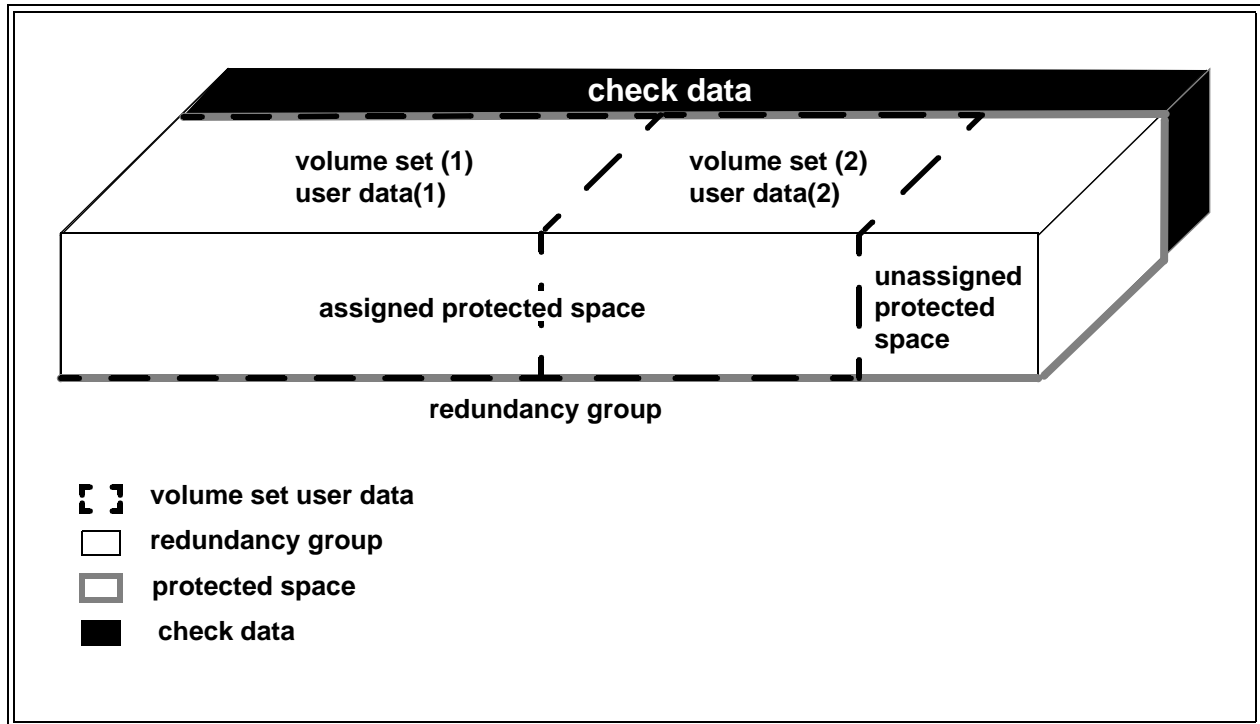 check data
volume set (1)
user data(1)
volume set (2)
user data(2)
assigned protected space
unassigned
protected
space
redundancy group
volume set user data
redundancy group
protected space
check data